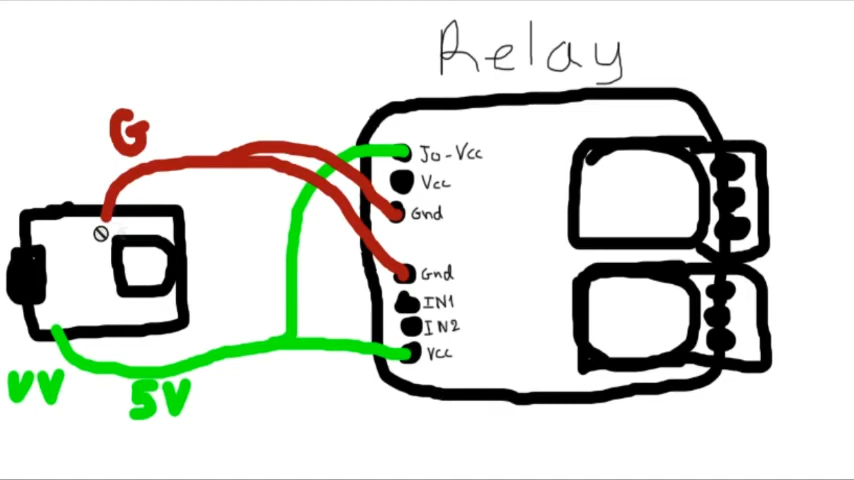 Relay
G
Jo-Vcc
Vcc
Gnd
Gnd
IN1
IN2
Vcc
VV
5V